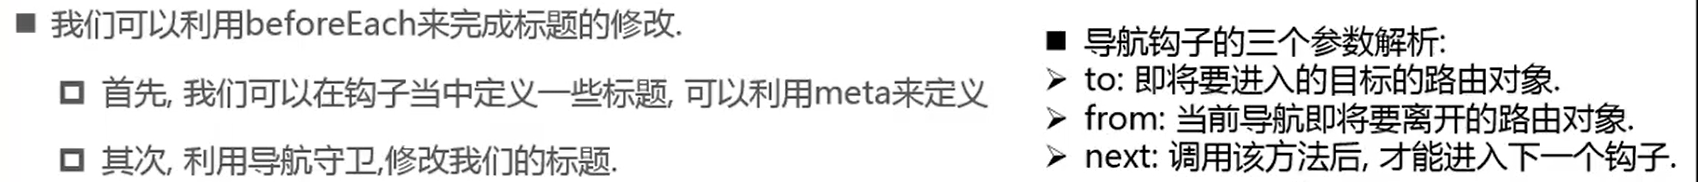 ■ 我们可以利用beforeEach来完成标题的修改.
首先, 我们可以在钩子当中定义一些标题, 可以利用meta来定义
其次, 利用导航守卫,修改我们的标题.
■ 导航钩子的三个参数解析:
➢ to: 即将要进入的目标的路由对象.
➢ from: 当前导航即将要离开的路由对象.
➢ next: 调用该方法后, 才能进入下一个钩子.